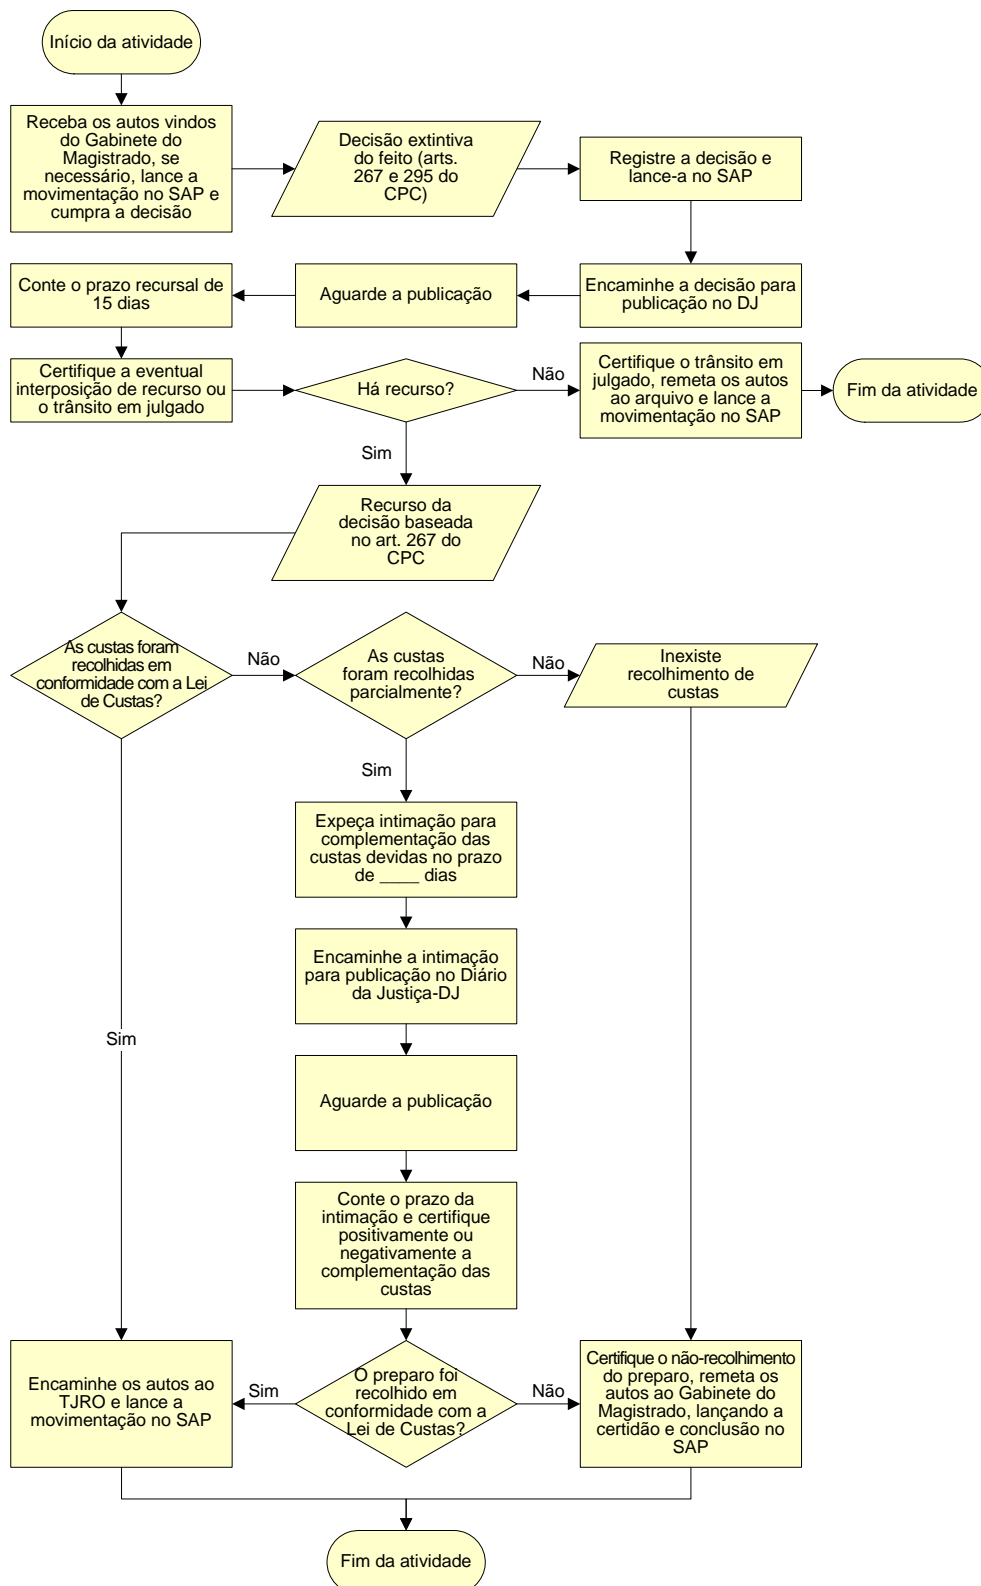 Início da atividade
Receba os autos vindos
do Gabinete do
Magistrado, se
necessário, lance a
movimentação no SAP e
cumpra a decisão
Decisão extintiva
do feito (arts.
267 e 295 do
CPC)
Registre a decisão e
lance-a no SAP
Encaminhe a decisão para
publicação no DJ
Aguarde a publicação
Conte o prazo recursal de
15 dias
Certifique a eventual
interposição de recurso ou
o trânsito em julgado
Há recurso?
Não
Certifique o trânsito em
julgado, remeta os autos
ao arquivo e lance a
movimentação no SAP
Fim da atividade
Sim
Recurso da
decisão baseada
no art. 267 do
CPC
As custas foram
recolhidas em
conformidade com a Lei
de Custas?
Não
As custas
foram recolhidas
parcialmente?
Não
Inexiste
recolhimento de
custas
Sim
Expeça intimação para
complementação das
custas devidas no prazo
de ____ dias
Encaminhe a intimação
para publicação no Diário
da Justiça-DJ
Sim
Aguarde a publicação
Conte o prazo da
intimação e certifique
positivamente ou
negativamente a
complementação das
custas
Encaminhe os autos ao
TJRO e lance a
movimentação no SAP
Sim
O preparo foi
recolhido em
conformidade com a
Lei de Custas?
Não
Certifique o não-recolhimento
do preparo, remeta os
autos ao Gabinete do
Magistrado, lançando a
certidão e conclusão no
SAP
Fim da atividade